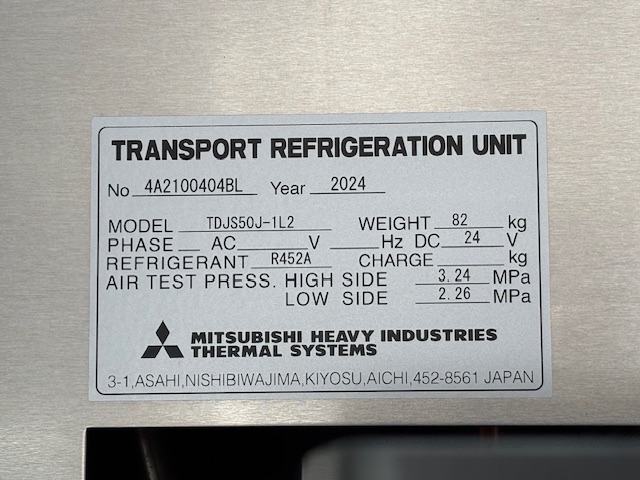 TRANSPORT REFRIGERATION UNIT
No 4A2100404BL Year 2024
MODEL TDJS50J-1L2 WEIGHT 82 kg
PHASE AC V Hz DC 24 V
REFRIGERANT R452A CHARGE kg
AIR TEST PRESS. HIGH SIDE 3.24 MPa
LOW SIDE 2.26 MPa
MITSUBISHI HEAVY INDUSTRIES
THERMAL SYSTEMS
3-1,ASAHI,NISHIBIWAJIMA,KIYOSU,AICHI,452-8561 JAPAN